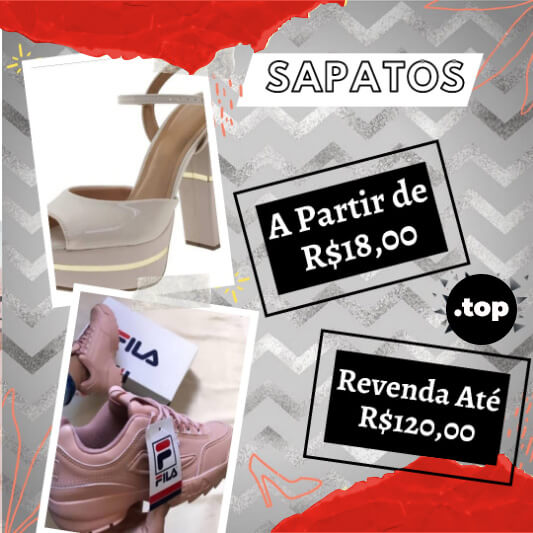 SAPATOS
A Partir de
R$18,00
.top
FILA
Revenda Até
R$120,00
FILA